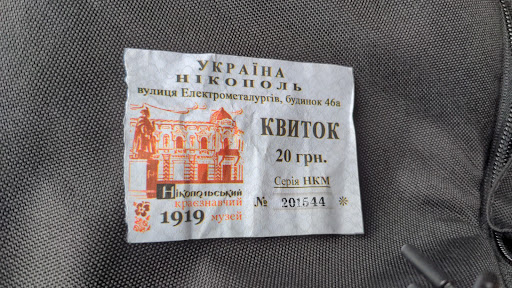 УКРАЇНА
НІКОПОЛЬ
вулиця Електрометалургів, будинок 46а
КВИТОК
20 грн.
Серія НКМ
№ 201544 ※
Нікопольський
краєзнавчий
1919 музей